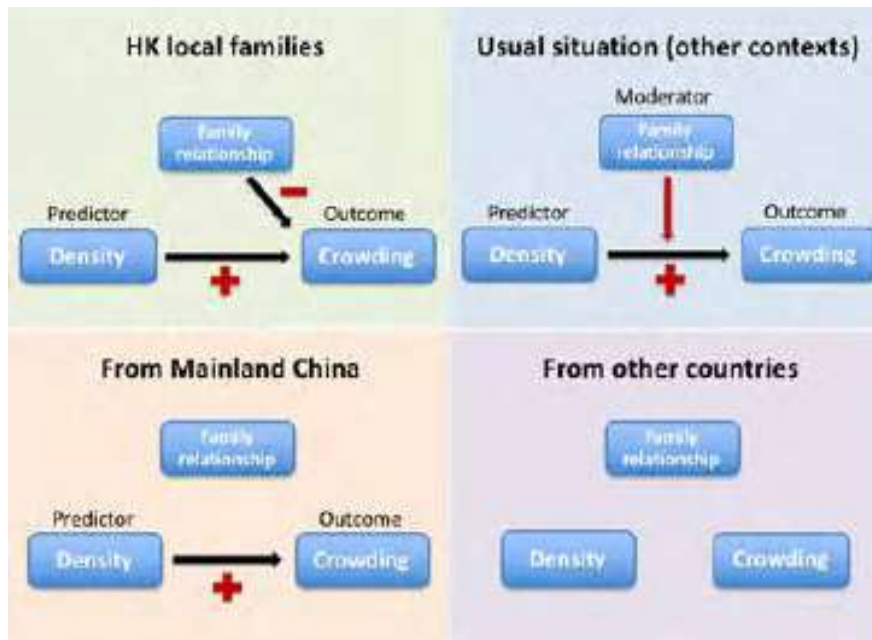 HK local families
Family
relationship
Predictor
Outcome
Density
Crowding
Usual situation (other contexts)
Moderator
Family
relationship
Predictor
Outcome
Density
Crowding
From Mainland China
Family
relationship
Predictor
Outcome
Density
Crowding
From other countries
Family
relationship
Density
Crowding